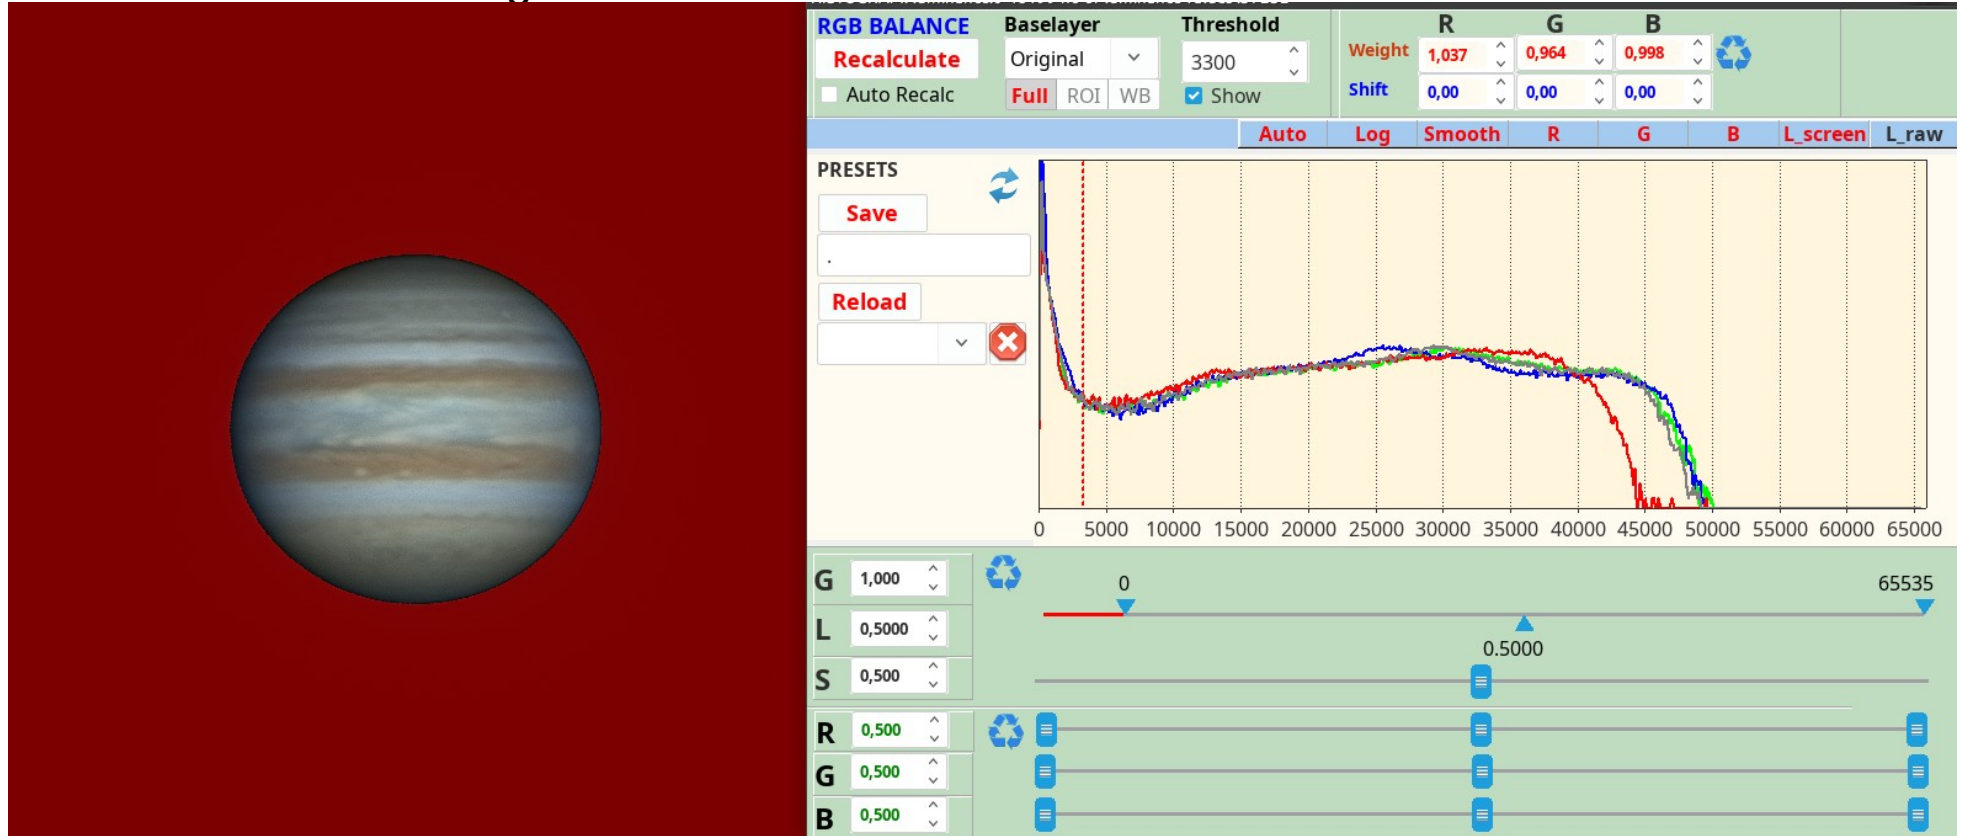 RGB BALANCE Baselayer Threshold R G B
Recalculate Original 3300 Weight 1,037 0,964 0,998
Auto Recalc Full ROI WB Show Shift 0,00 0,00 0,00
Auto Log Smooth R G B L_screen L_raw
PRESETS
Save
.
Reload
0 5000 10000 15000 20000 25000 30000 35000 40000 45000 50000 55000 60000 65000
G 1,000 0 65535
L 0,5000
0.5000
S 0,500
R 0,500
G 0,500
B 0,500